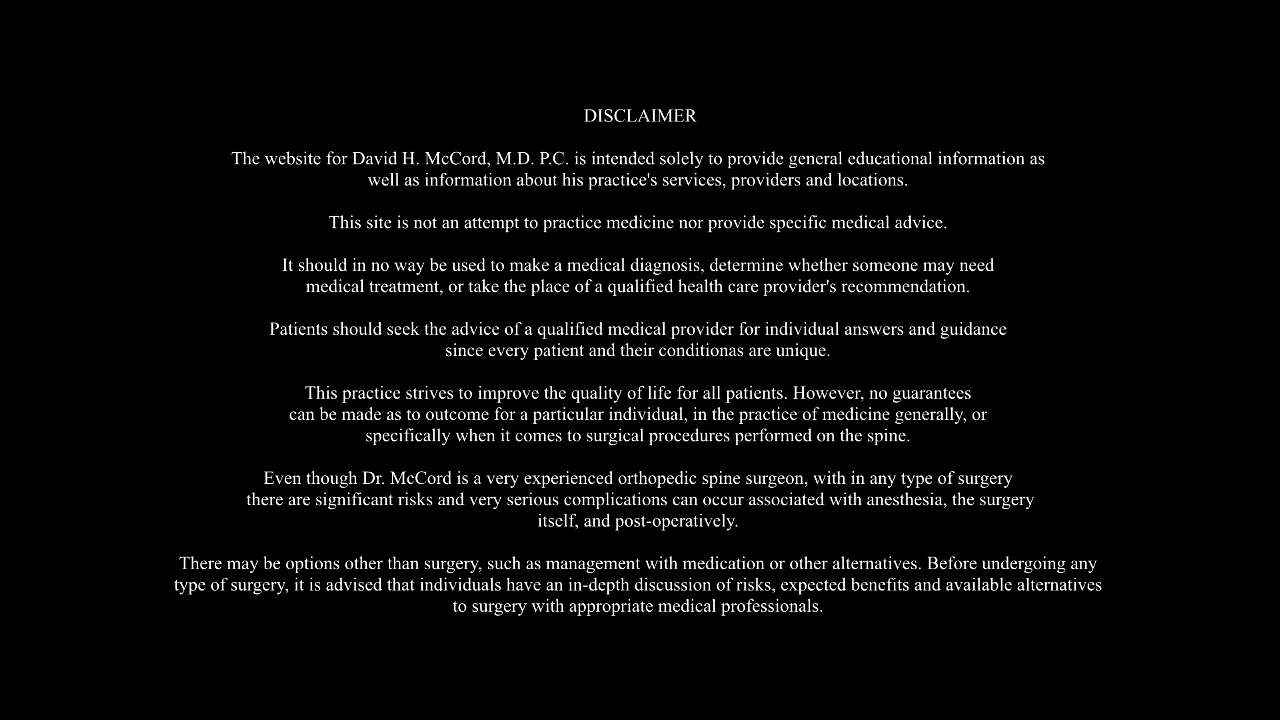 DISCLAIMER
The website for David H. McCord, M.D. P.C. is intended solely to provide general educational information as
well as information about his practice's services, providers and locations.
This site is not an attempt to practice medicine nor provide specific medical advice.
It should in no way be used to make a medical diagnosis, determine whether someone may need
medical treatment, or take the place of a qualified health care provider's recommendation.
Patients should seek the advice of a qualified medical provider for individual answers and guidance
since every patient and their conditionas are unique.
This practice strives to improve the quality of life for all patients. However, no guarantees
can be made as to outcome for a particular individual, in the practice of medicine generally, or
specifically when it comes to surgical procedures performed on the spine.
Even though Dr. McCord is a very experienced orthopedic spine surgeon, with in any type of surgery
there are significant risks and very serious complications can occur associated with anesthesia, the surgery
itself, and post-operatively.
There may be options other than surgery, such as management with medication or other alternatives. Before undergoing any
type of surgery, it is advised that individuals have an in-depth discussion of risks, expected benefits and available alternatives
to surgery with appropriate medical professionals.